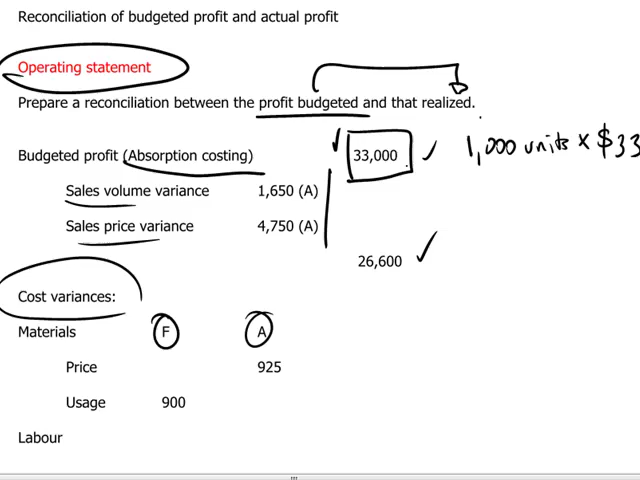 Reconciliation of budgeted profit and actual profit
Operating statement
Prepare a reconciliation between the profit budgeted and that realized.
Budgeted profit (Absorption costing) 33,000 1,000 units x $33
Sales volume variance 1,650 (A)
Sales price variance 4,750 (A)
26,600
Cost variances:
Materials F A
Price 925
Usage 900
Labour